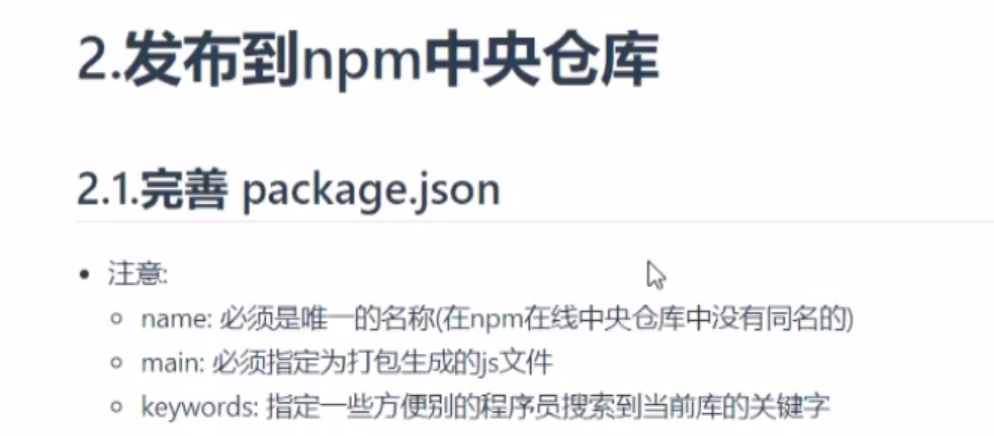 2.发布到npm中央仓库
2.1.完善 package.json
注意:
name: 必须是唯一的名称(在npm在线中央仓库中没有同名的)
main: 必须指定为打包生成的js文件
keywords: 指定一些方便别的程序员搜索到当前库的关键字